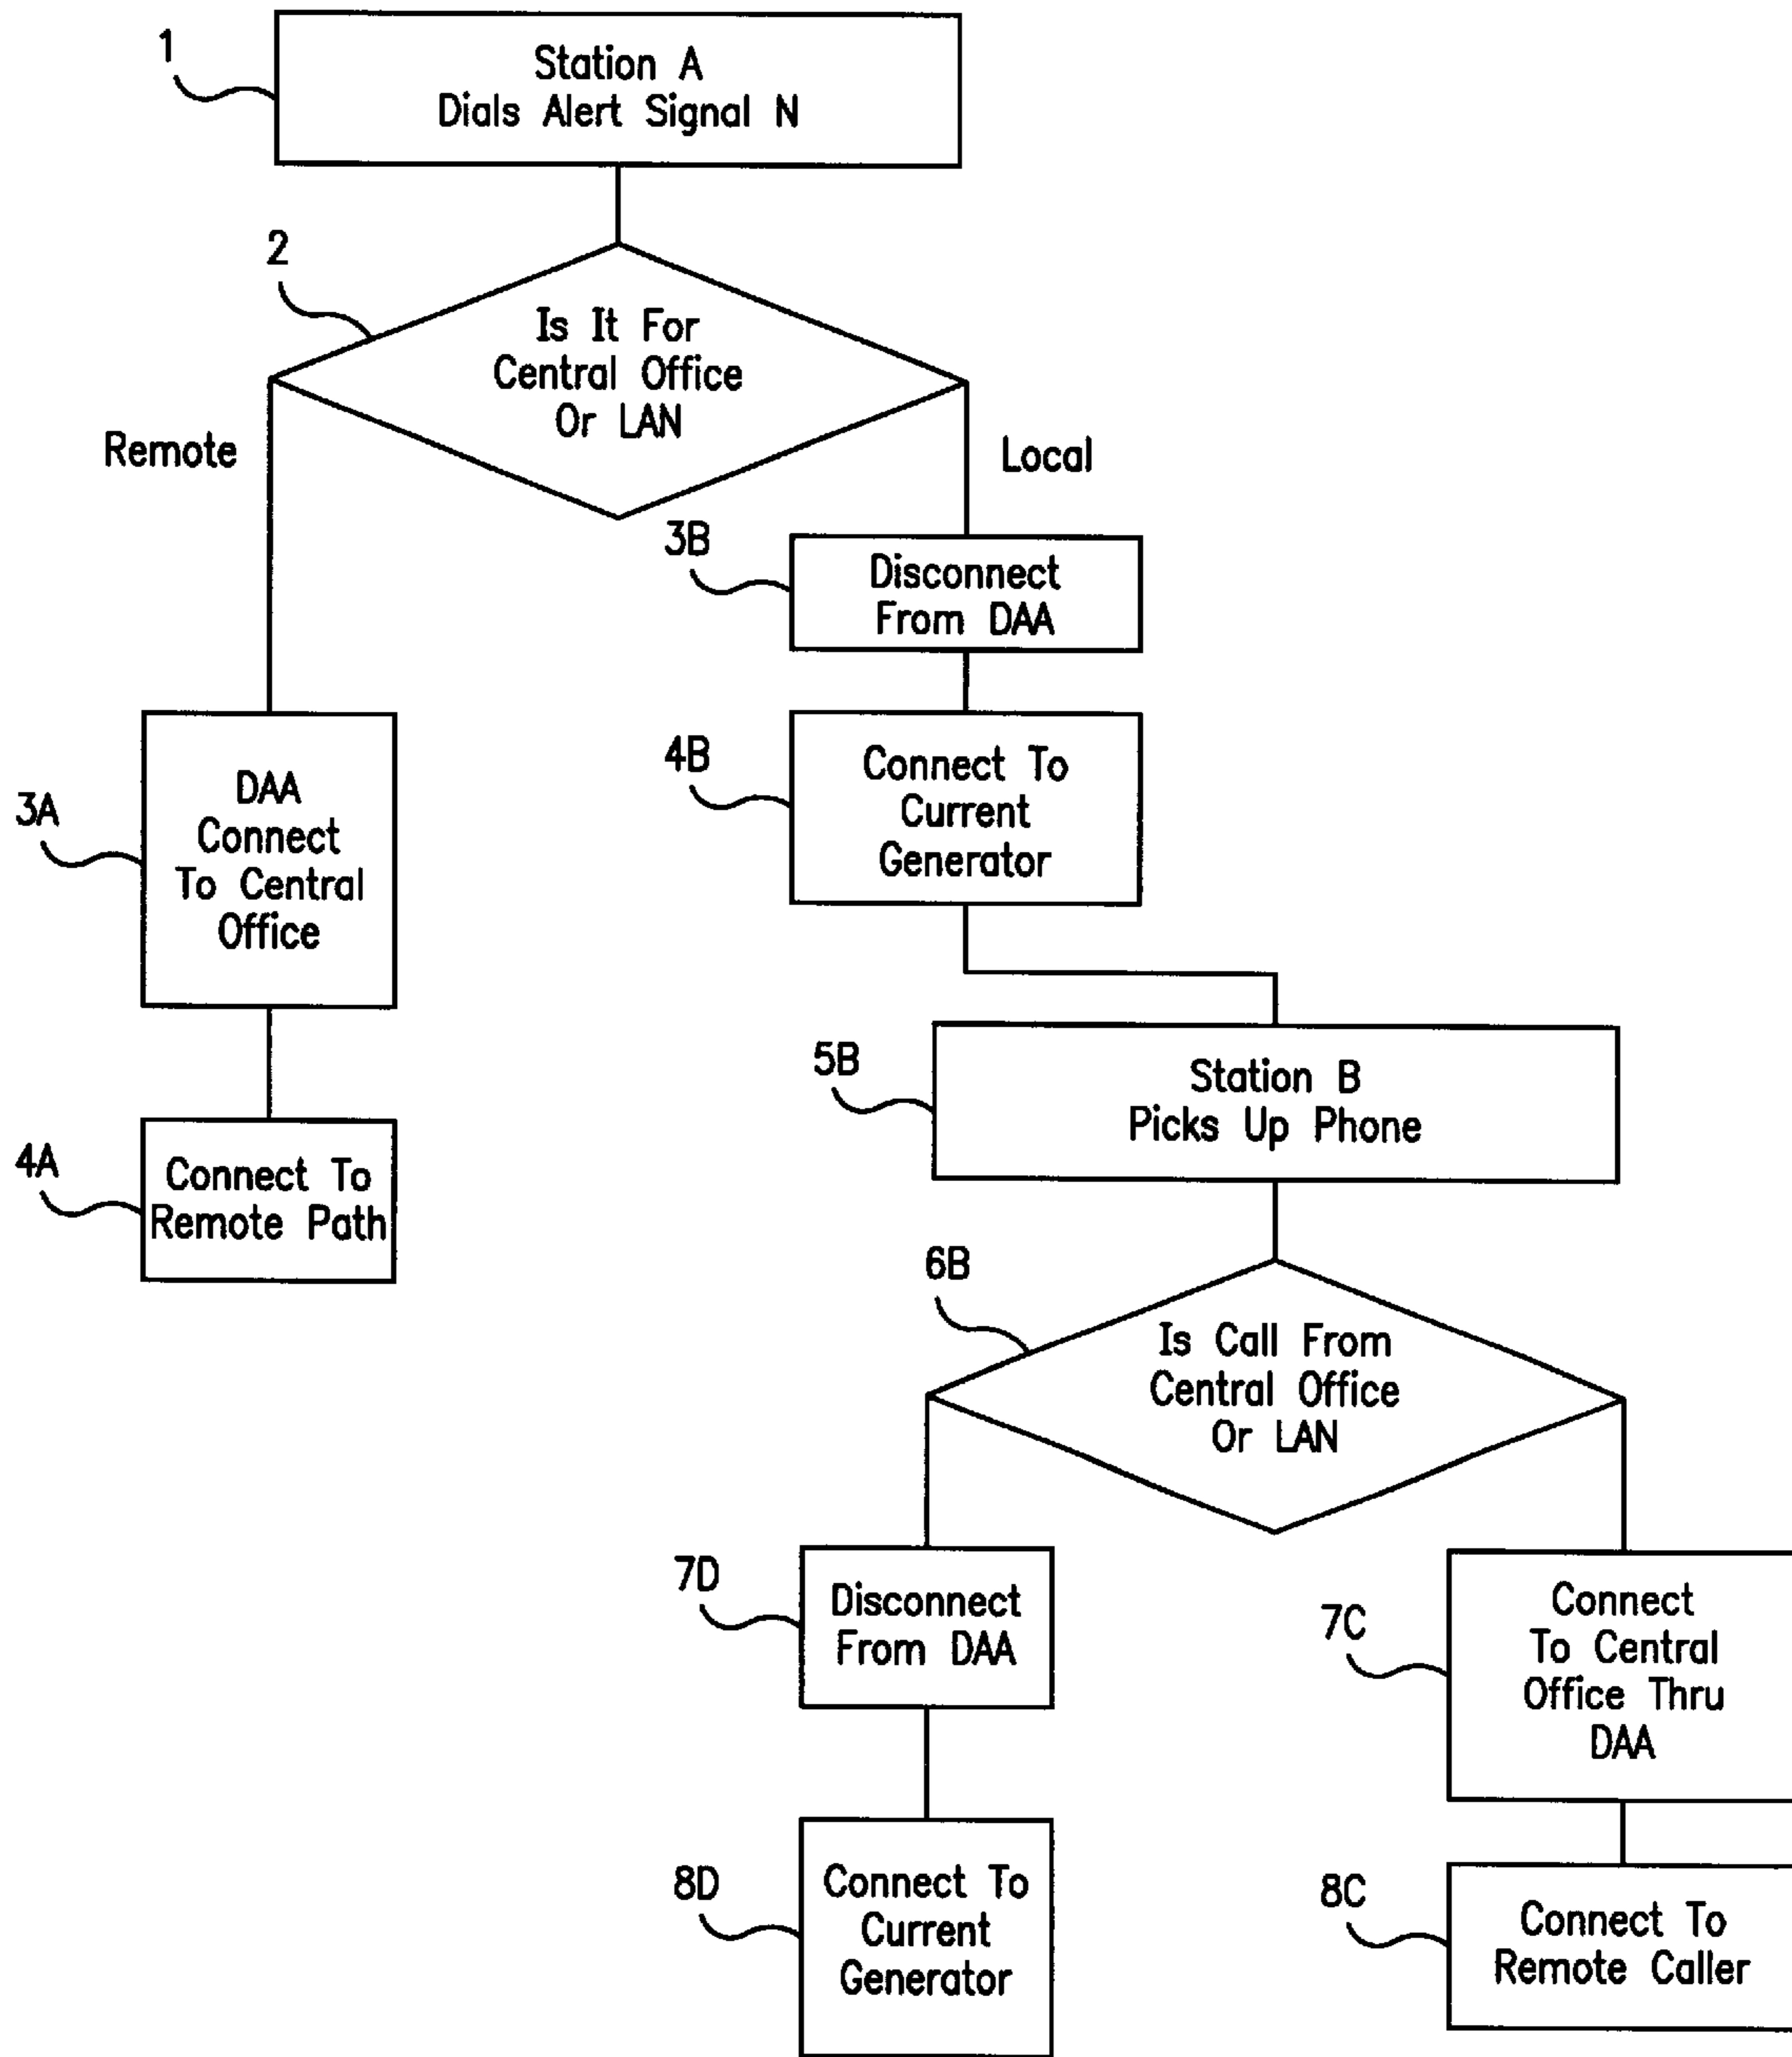 1
Station A
Dials Alert Signal N
2
Is It For
Central Office
Or LAN
Remote
Local
3B
Disconnect
From DAA
3A
DAA
Connect
To Central
Office
4B
Connect To
Current
Generator
4A
Connect To
Remote Path
5B
Station B
Picks Up Phone
6B
Is Call From
Central Office
Or LAN
7D
Disconnect
From DAA
7C
Connect
To Central
Office Thru
DAA
8D
Connect To
Current
Generator
8C
Connect To
Remote Caller